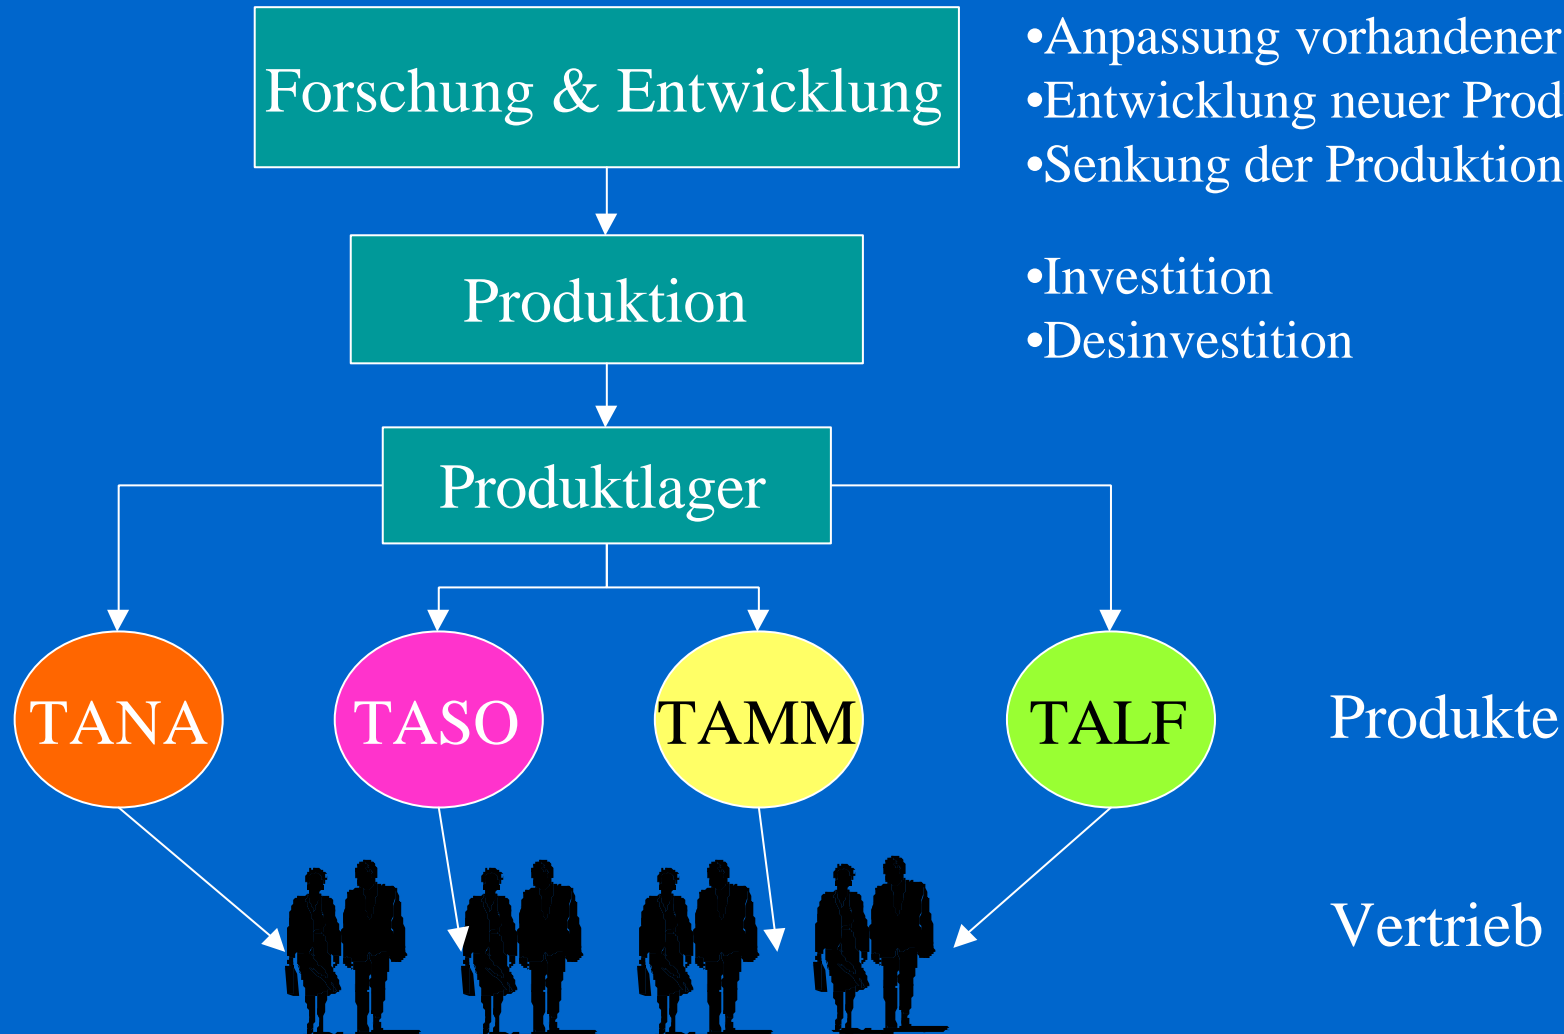 Forschung & Entwicklung
•Anpassung vorhandener
•Entwicklung neuer Prod
•Senkung der Produktion
Produktion
•Investition
•Desinvestition
Produktlager
TANA
TASO
TAMM
TALF
Produkte
Vertrieb